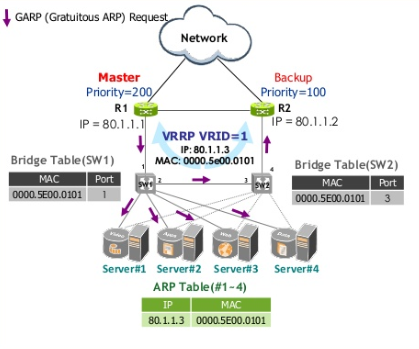 GARP (Gratuitous ARP) Request
Network
Master
Priority=200
Backup
Priority=100
R1
R2
IP = 80.1.1.1
IP = 80.1.1.2
VRRP VRID=1
IP: 80.1.1.3
MAC: 0000.5e00.0101
Bridge Table(SW1)
MAC Port
0000.5E00.0101 1
Bridge Table(SW2)
MAC Port
0000.5E00.0101 3
1
4
SW1
2
3
SW2
Video
Apps
Web
Data
Server#1 Server#2 Server#3 Server#4
ARP Table(#1~4)
IP MAC
80.1.1.3 0000.5E00.0101